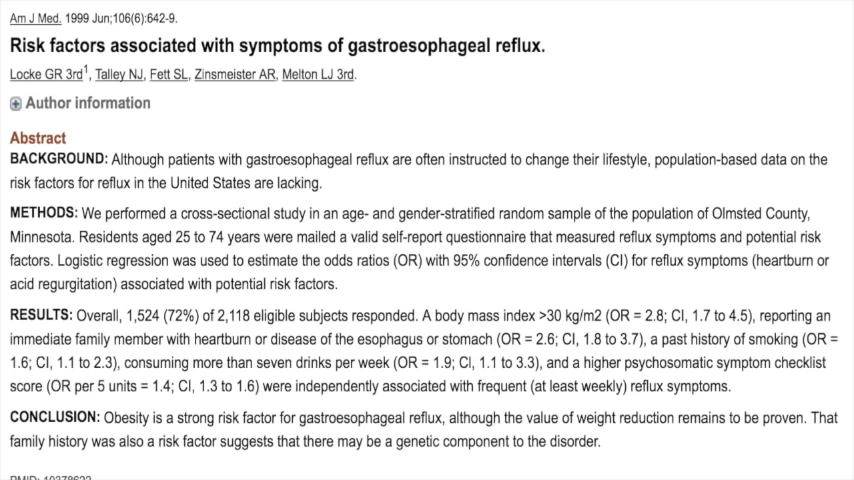 Am J Med. 1999 Jun;106(6):642-9.
Risk factors associated with symptoms of gastroesophageal reflux.
Locke GR 3rd1, Talley NJ, Fett SL, Zinsmeister AR, Melton LJ 3rd.
Author information
Abstract
BACKGROUND: Although patients with gastroesophageal reflux are often instructed to change their lifestyle, population-based data on the
risk factors for reflux in the United States are lacking.
METHODS: We performed a cross-sectional study in an age- and gender-stratified random sample of the population of Olmsted County,
Minnesota. Residents aged 25 to 74 years were mailed a valid self-report questionnaire that measured reflux symptoms and potential risk
factors. Logistic regression was used to estimate the odds ratios (OR) with 95% confidence intervals (CI) for reflux symptoms (heartburn or
acid regurgitation) associated with potential risk factors.
RESULTS: Overall, 1,524 (72%) of 2,118 eligible subjects responded. A body mass index >30 kg/m2 (OR = 2.8; CI, 1.7 to 4.5), reporting an
immediate family member with heartburn or disease of the esophagus or stomach (OR = 2.6; CI, 1.8 to 3.7), a past history of smoking (OR =
1.6; CI, 1.1 to 2.3), consuming more than seven drinks per week (OR = 1.9; CI, 1.1 to 3.3), and a higher psychosomatic symptom checklist
score (OR per 5 units = 1.4; CI, 1.3 to 1.6) were independently associated with frequent (at least weekly) reflux symptoms.
CONCLUSION: Obesity is a strong risk factor for gastroesophageal reflux, although the value of weight reduction remains to be proven. That
family history was also a risk factor suggests that there may be a genetic component to the disorder.